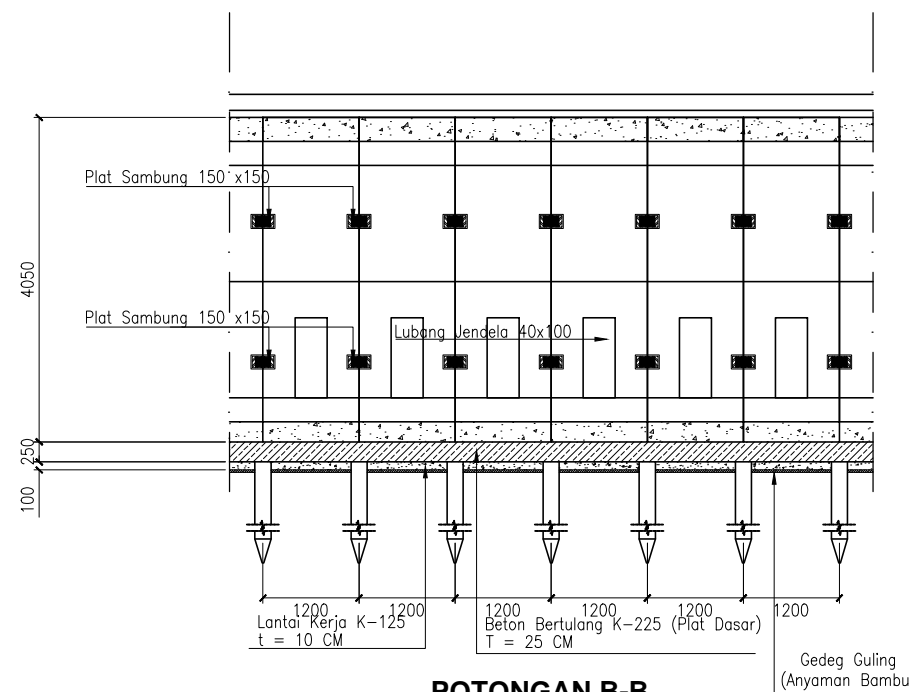 Plat Sambung 150 x150
4050
Plat Sambung 150 x150
Lubang Jendela 40x100
250
100
1200
1200
1200
1200
1200
1200
Lantai Kerja K-125
t = 10 CM
Beton Bertulang K-225 (Plat Dasar)
T = 25 CM
Gedeg Guling
(Anyaman Bambu
POTONGAN B-B